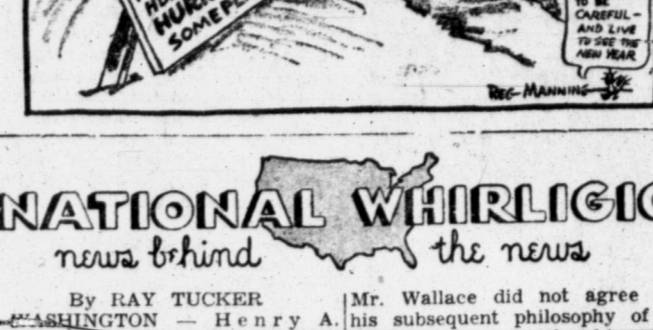 HUR
SOMEPL
TO BE
CAREFUL-
AND LIVE
TO SEE THE
NEW YEAR
REG MANNING
NATIONAL WHIRLIGIG
news behind the news
By RAY TUCKER
WASHINGTON — Henry A.
Mr. Wallace did not agree
his subsequent philosophy of